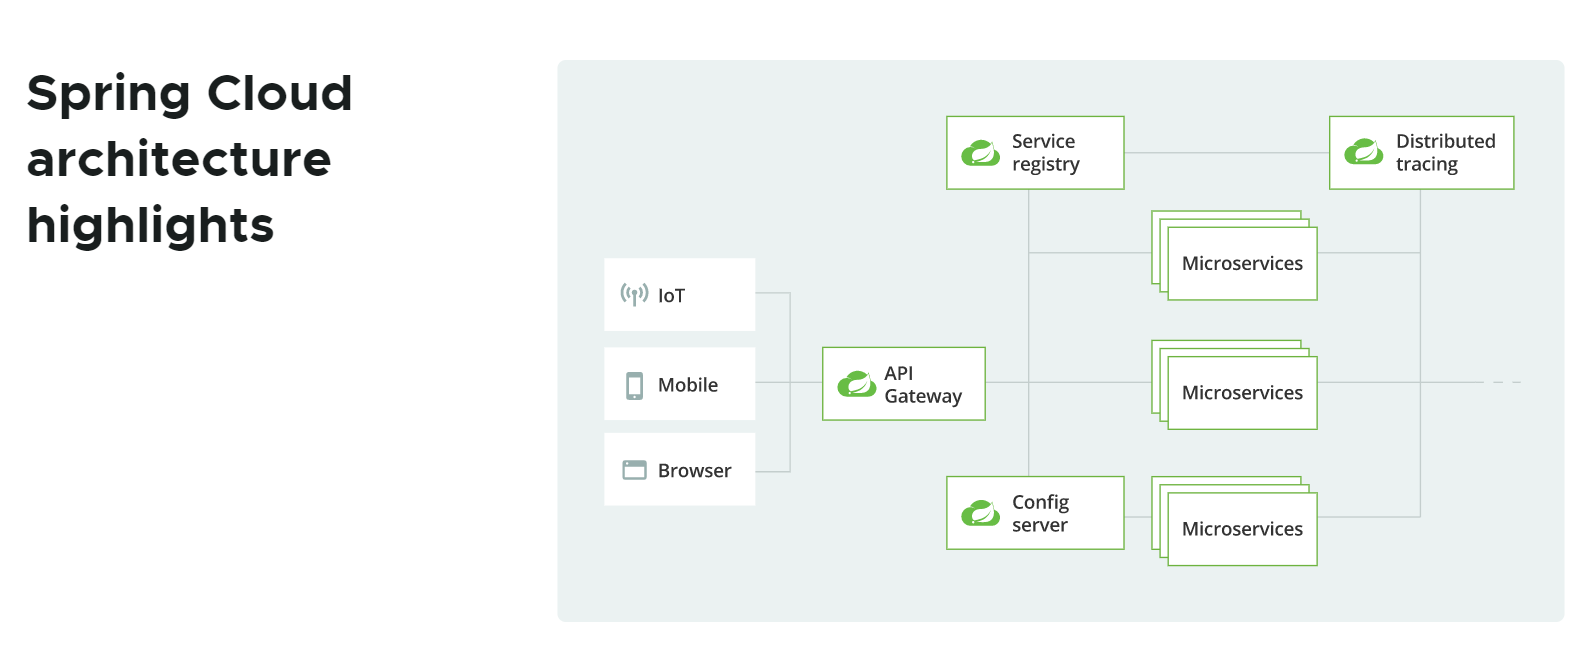 Spring Cloud
architecture
highlights
Service
registry
Distributed
tracing
Microservices
IoT
Mobile
Browser
API
Gateway
Microservices
Config
server
Microservices